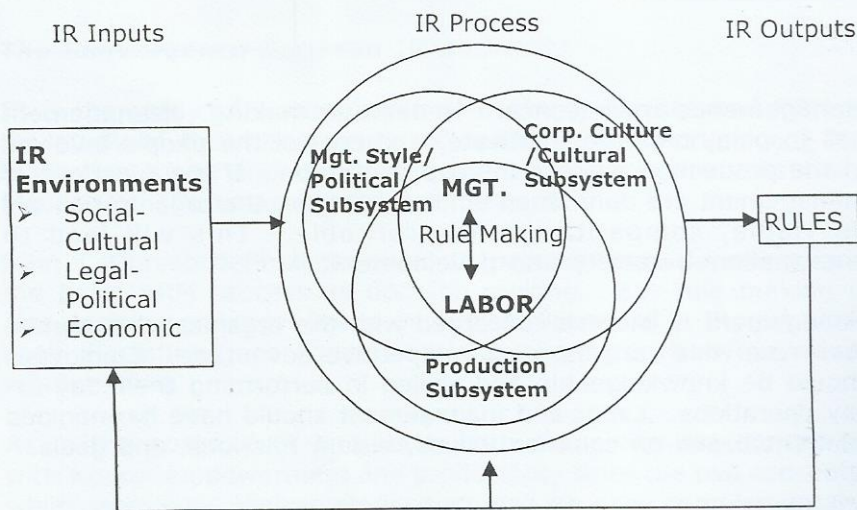 IR Inputs
IR Process
IR Outputs
IR
Environments
➢ Social-
Cultural
➢ Legal-
Political
➢ Economic
Mgt. Style/
Political
Subsystem
Corp. Culture
/Cultural
Subsystem
MGT.
Rule Making
LABOR
Production
Subsystem
RULES